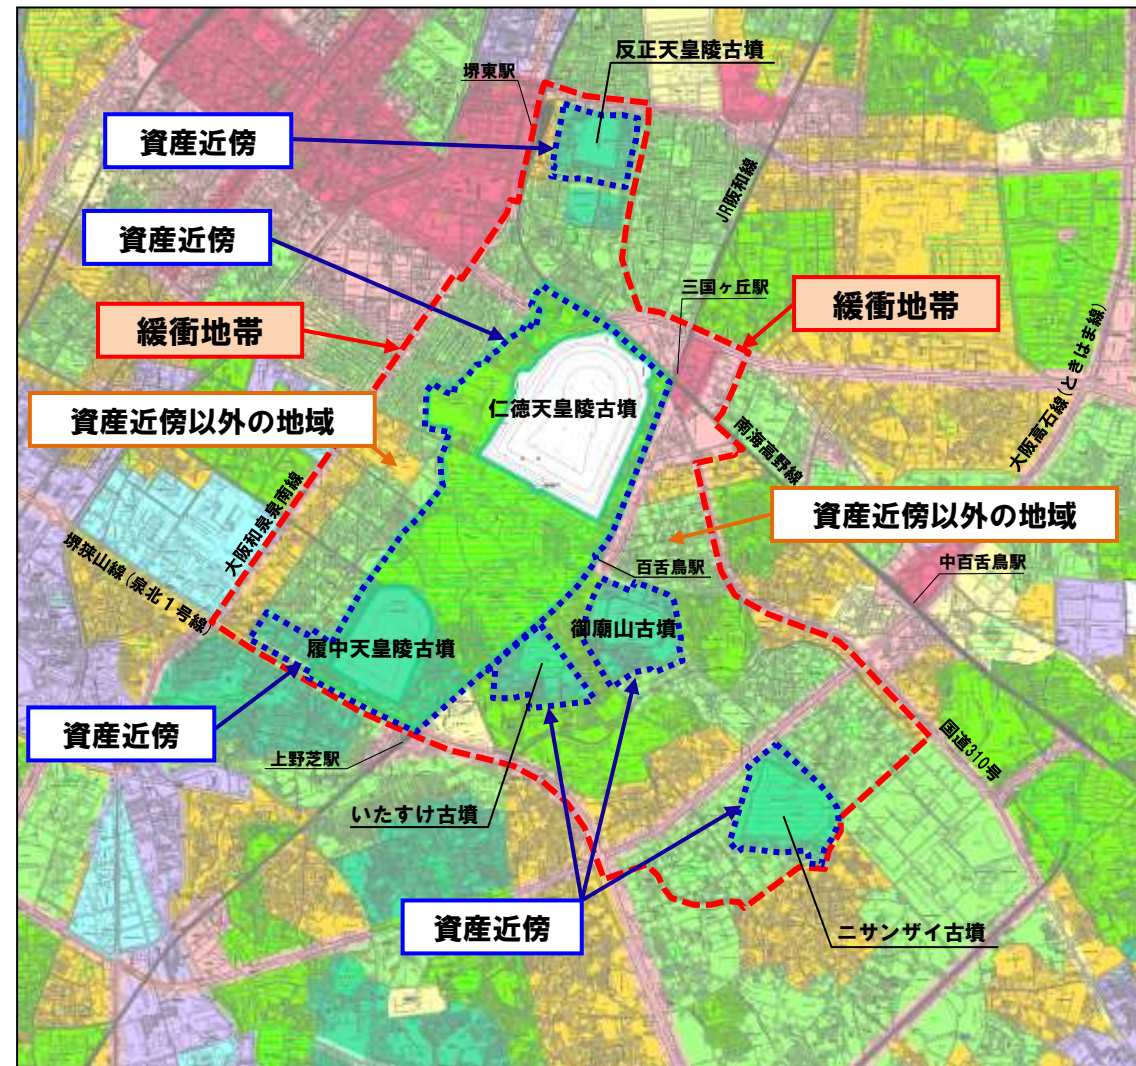 反正天皇陵古墳
堺東駅
資産近傍
JR阪和線
資産近傍
三国ヶ丘駅
緩衝地帯
緩衝地帯
大阪高石線(ときはま線)
仁徳天皇陵古墳
資産近傍以外の地域
南海高野線
資産近傍以外の地域
大阪和泉泉南線
堺狭山線(泉北1号線)
百舌鳥駅
中百舌鳥駅
御廟山古墳
履中天皇陵古墳
資産近傍
上野芝駅
国道310号
いたすけ古墳
資産近傍
ニサンザイ古墳